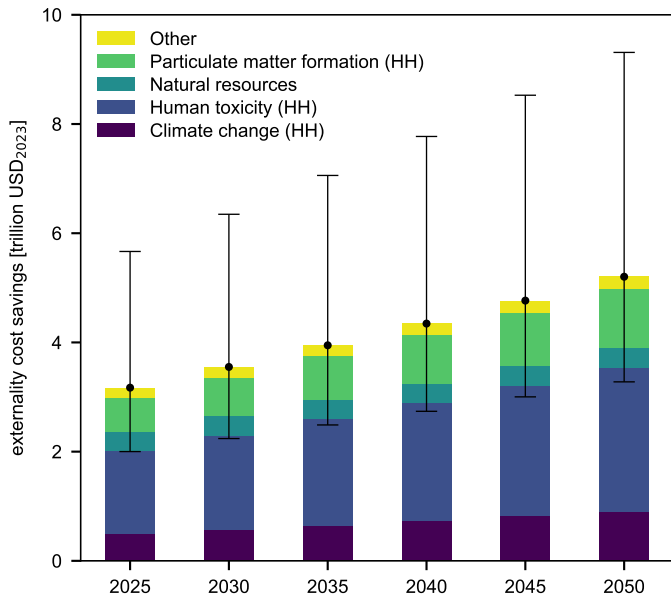 externality cost savings [trillion USD₂₀₂₃]
10
8
6
4
2
0
Other
Particulate matter formation (HH)
Natural resources
Human toxicity (HH)
Climate change (HH)
2025 2030 2035 2040 2045 2050